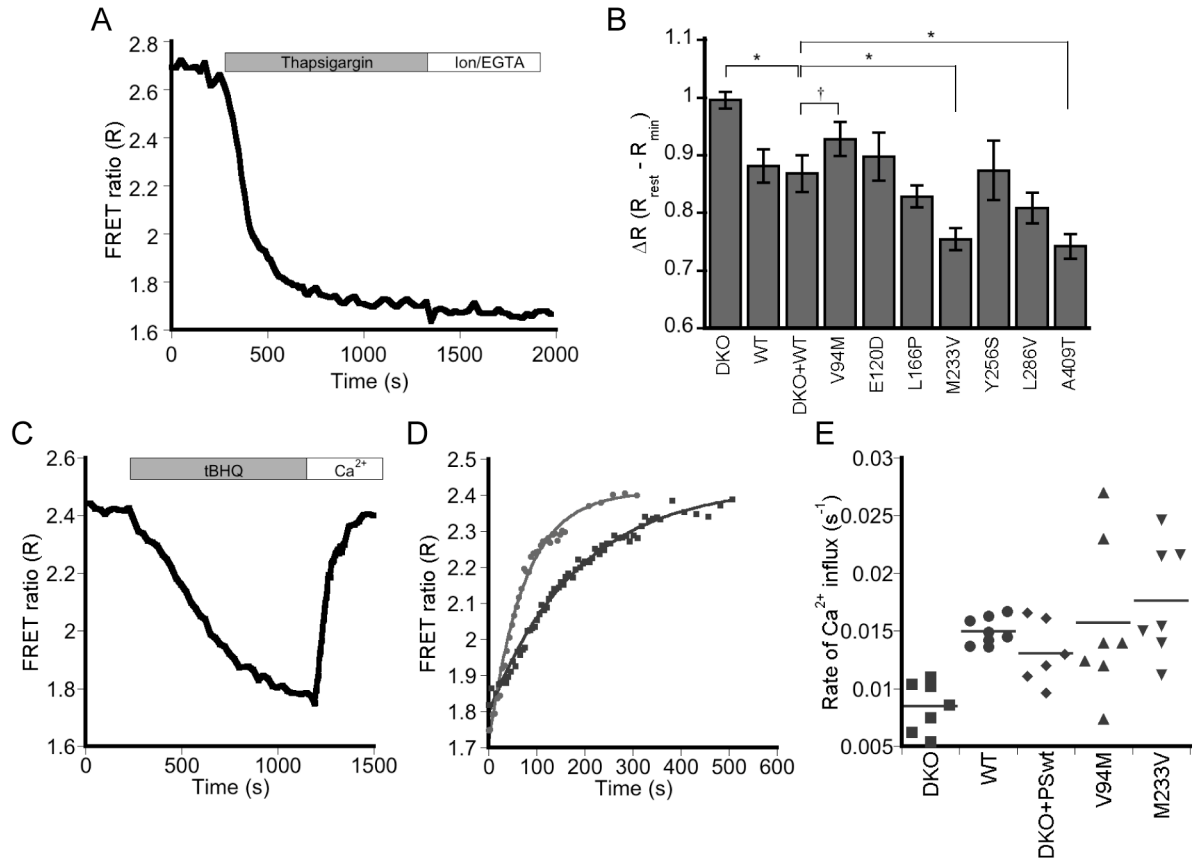 A
FRET ratio (R)
2.8
2.6
2.4
2.2
2
1.8
1.6
Thapsigargin
Ion/EGTA
0
500
1000
1500
2000
Time (s)
B
ΔR (R_rest - R_min)
1.1
1
0.9
0.8
0.7
0.6
*
*
*
†
DKO
WT
DKO+WT
V94M
E120D
L166P
M233V
Y256S
L286V
A409T
C
FRET ratio (R)
2.6
2.4
2.2
2
1.8
1.6
tBHQ
Ca²⁺
0
500
1000
1500
Time (s)
D
FRET ratio (R)
2.5
2.4
2.3
2.2
2.1
2
1.9
1.8
1.7
0
100
200
300
400
500
600
Time (s)
E
Rate of Ca²⁺ influx (s⁻¹)
0.03
0.025
0.02
0.015
0.01
0.005
DKO
WT
DKO+PSwt
V94M
M233V